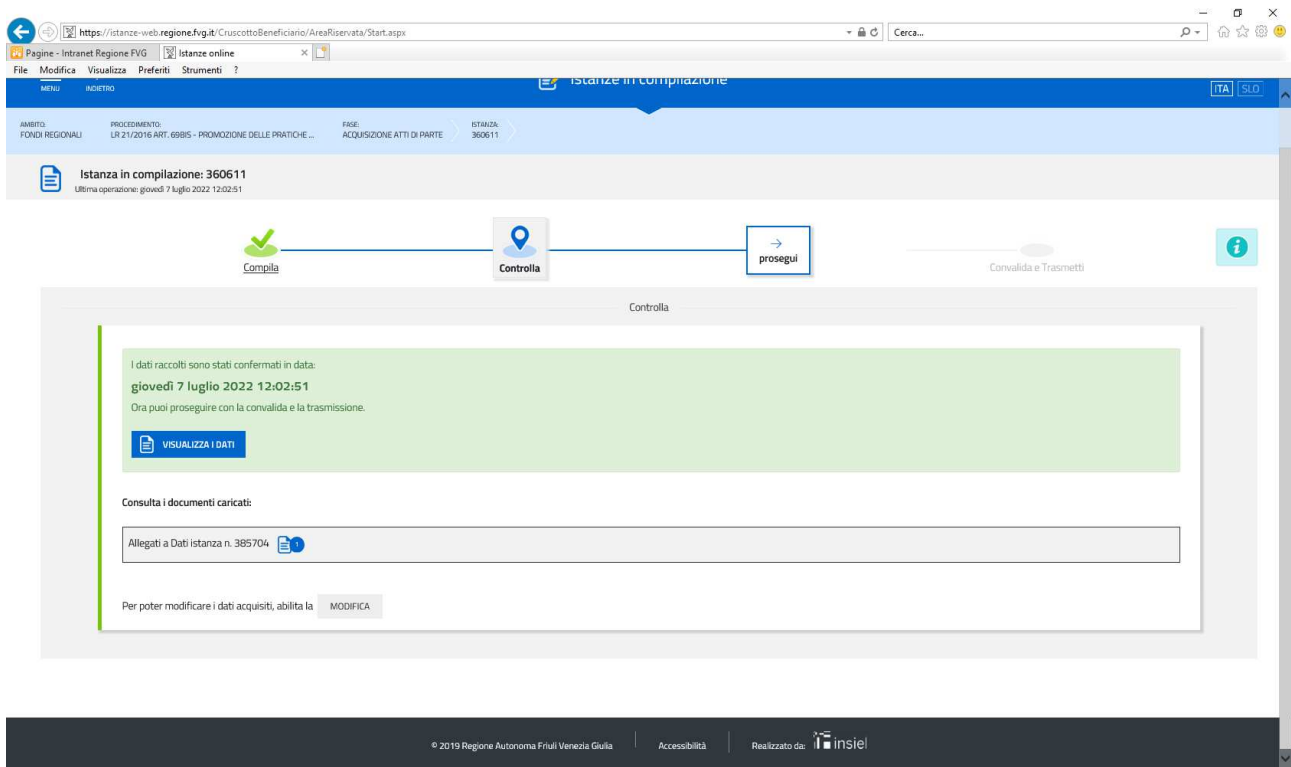 https://istanze-web.regione.fvg.it/CruscottoBeneficiario/AreaRiservata/Start.aspx
Cerca...
Pagine - Intranet Regione FVG
Istanze online
File Modifica Visualizza Preferiti Strumenti ?
MENU INDIETRO
Istanze in compilazione
ITA SLO
AMBITO: PROCEDIMENTO: FASE: ISTANZA:
FONDI REGIONALI LR 21/2016 ART. 69BIS - PROMOZIONE DELLE PRATICHE ... ACQUISIZIONE ATTI DI PARTE 360611
Istanza in compilazione: 360611
Ultima operazione: giovedì 7 luglio 2022 12:02:51
Compila
Controlla
→
prosegui
Convalida e Trasmetti
i
Controlla
I dati raccolti sono stati confermati in data:
giovedì 7 luglio 2022 12:02:51
Ora puoi proseguire con la convalida e la trasmissione.
VISUALIZZA I DATI
Consulta i documenti caricati:
Allegati a Dati istanza n. 385704 1
Per poter modificare i dati acquisiti, abilita la MODIFICA
© 2019 Regione Autonoma Friuli Venezia Giulia Accessibilità Realizzato da: insiel